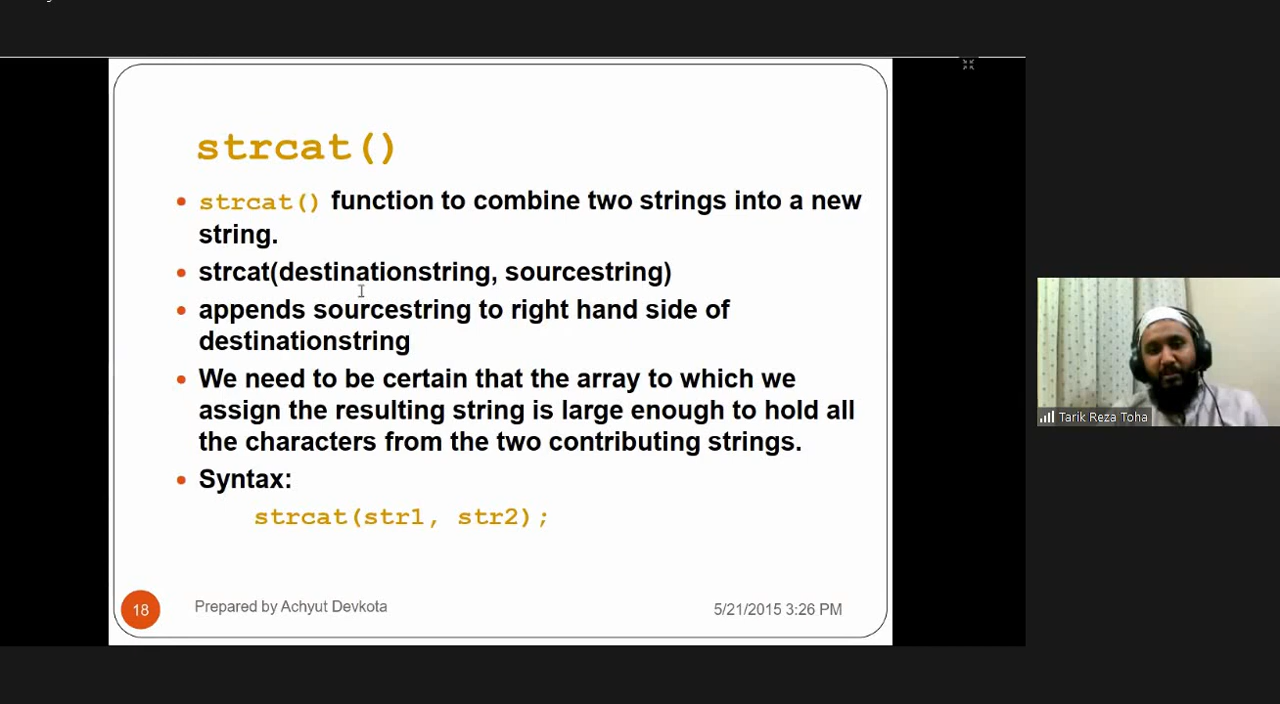 strcat()
strcat() function to combine two strings into a new
string.
strcat(destinationstring, sourcestring)
appends sourcestring to right hand side of
destinationstring
We need to be certain that the array to which we
assign the resulting string is large enough to hold all
the characters from the two contributing strings.
Syntax:
strcat(str1, str2);
18
Prepared by Achyut Devkota
5/21/2015 3:26 PM
Tarik Reza Toha